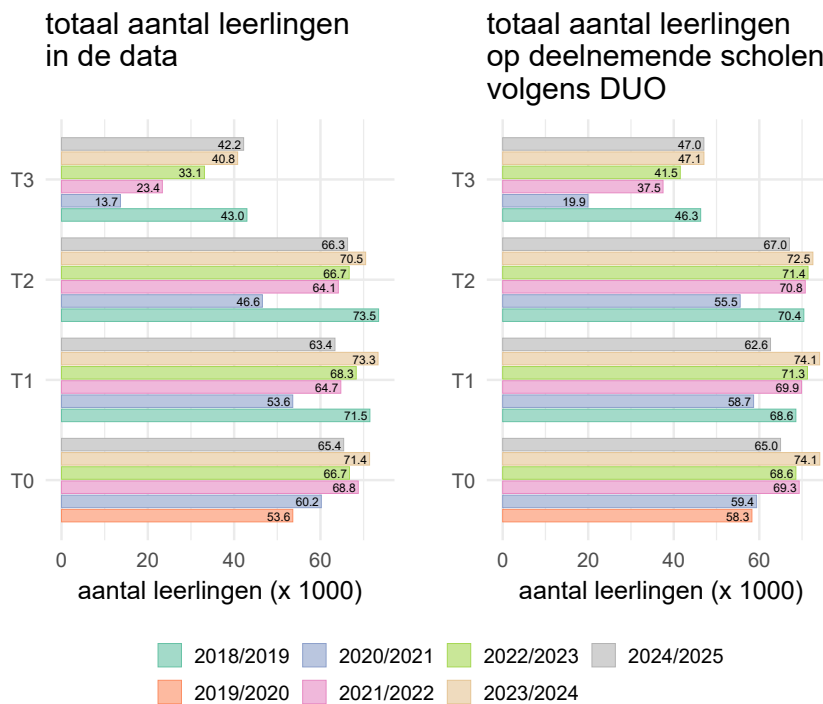 totaal aantal leerlingen
in de data
T3
42.2
40.8
33.1
23.4
13.7
43.0
T2
66.3
70.5
66.7
64.1
46.6
73.5
T1
63.4
73.3
68.3
64.7
53.6
71.5
T0
65.4
71.4
66.7
68.8
60.2
53.6
0 20 40 60
aantal leerlingen (x 1000)
totaal aantal leerlingen
op deelnemende scholen
volgens DUO
T3
47.0
47.1
41.5
37.5
19.9
46.3
T2
67.0
72.5
71.4
70.8
55.5
70.4
T1
62.6
74.1
71.3
69.9
58.7
68.6
T0
65.0
74.1
68.6
69.3
59.4
58.3
0 20 40 60
aantal leerlingen (x 1000)
2018/2019 2020/2021 2022/2023 2024/2025
2019/2020 2021/2022 2023/2024